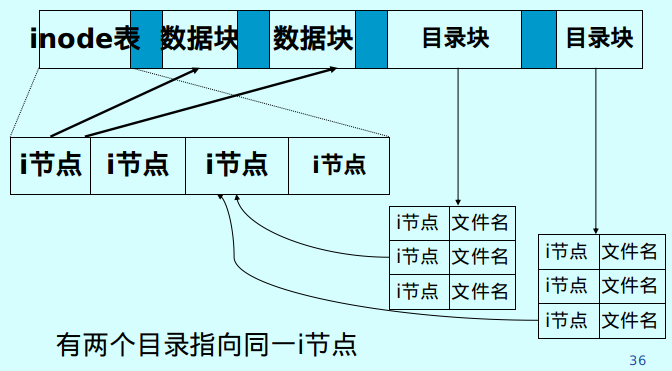 inode表 数据块 数据块 目录块 目录块
i节点 i节点 i节点 i节点
i节点 文件名
i节点 文件名
i节点 文件名
i节点 文件名
i节点 文件名
i节点 文件名
有两个目录指向同一i节点
36